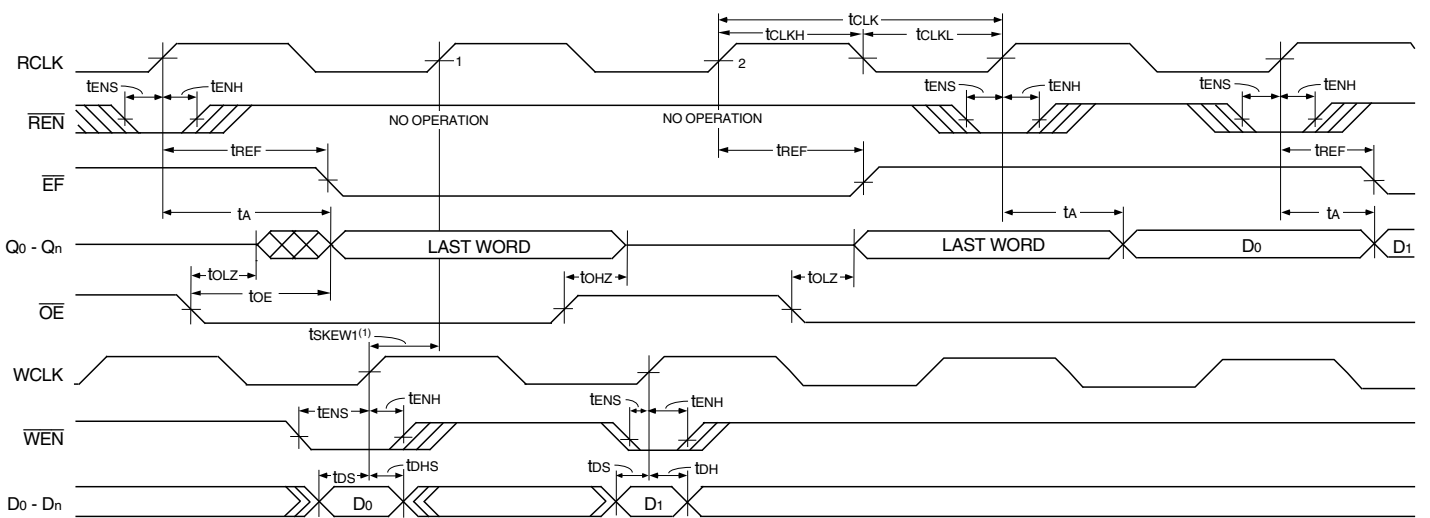 tCLK
tCLKH tCLKL
RCLK 1 2
tENS tENH tENS tENH tENS tENH
REN NO OPERATION NO OPERATION
tREF tREF tREF
EF
tA tA tA
Q0 - Qn LAST WORD LAST WORD D0 D1
tOLZ tOHZ tOLZ
tOE
OE
tSKEW1(1)
WCLK
tENS tENH tENS tENH
WEN
tDS tDHS tDS tDH
D0 - Dn D0 D1